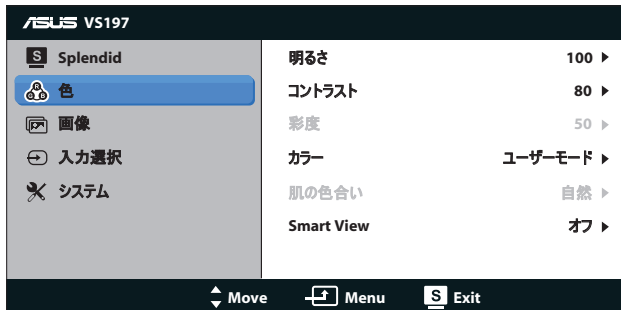 ASUS VS197
S Splendid
色
画像
入力選択
システム
明るさ 100
コントラスト 80
彩度 50
カラー ユーザーモード
肌の色合い 自然
Smart View オフ
Move Menu S Exit